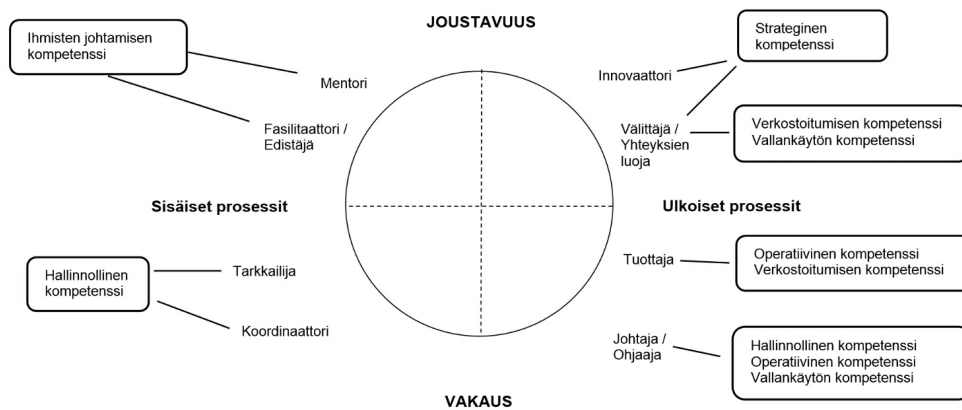 JOUSTAVUUS
Ihmisten johtamisen
kompetenssi
Strateginen
kompetenssi
Mentori
Innovaattori
Fasilitaattori /
Edistäjä
Välittäjä /
Yhteyksien
luoja
Verkostoitumisen kompetenssi
Vallankäytön kompetenssi
Sisäiset prosessit
Ulkoiset prosessit
Hallinnollinen
kompetenssi
Tarkkailija
Koordinaattori
Tuottaja
Operatiivinen kompetenssi
Verkostoitumisen kompetenssi
Johtaja /
Ohjaaja
Hallinnollinen kompetenssi
Operatiivinen kompetenssi
Vallankäytön kompetenssi
VAKAUS